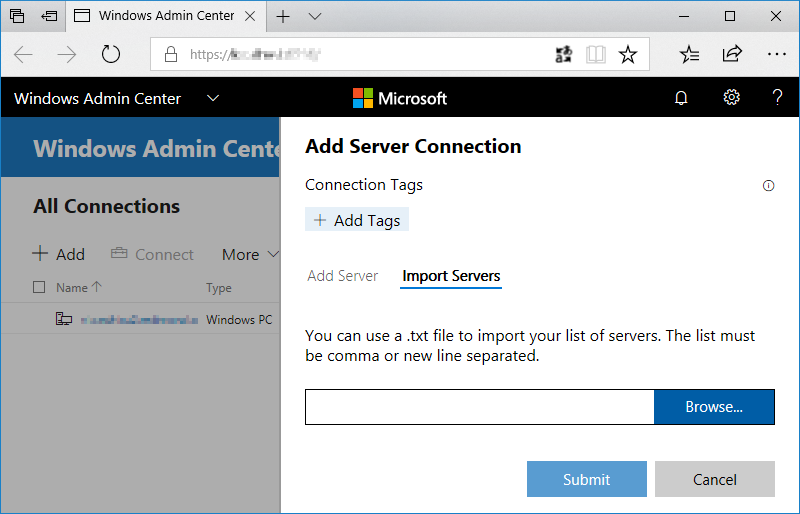 Windows Admin Center
https://
Windows Admin Center
Microsoft
?
Windows Admin Cente
Add Server Connection
Connection Tags
+ Add Tags
All Connections
+ Add
Connect
More
Add Server
Import Servers
Name
Type
Windows PC
You can use a .txt file to import your list of servers. The list must
be comma or new line separated.
Browse...
Submit
Cancel